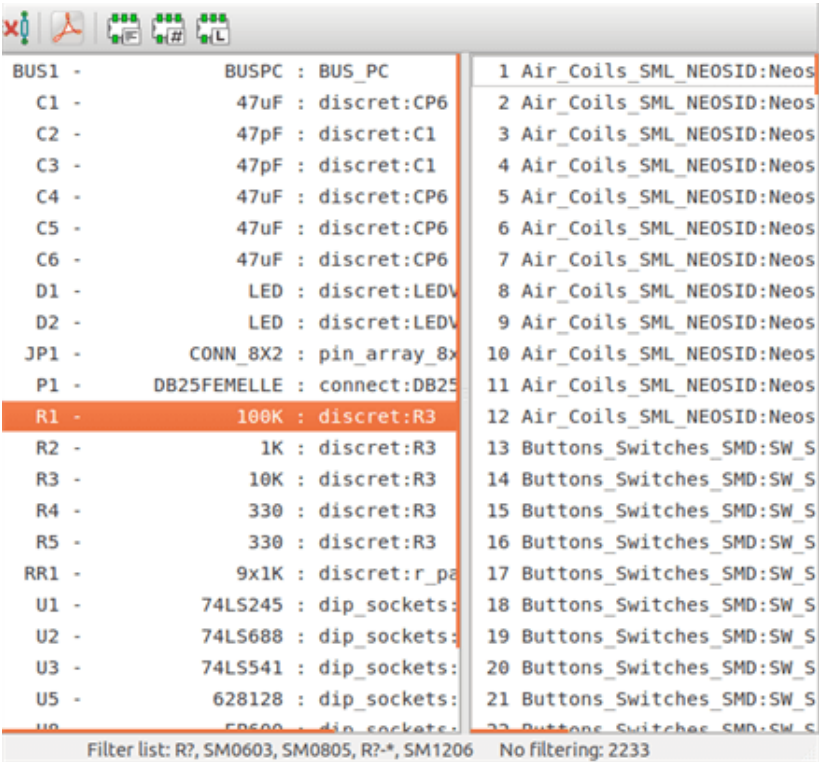 F
#
L
BUS1 - BUSPC : BUS_PC
C1 - 47uF : discret:CP6
C2 - 47pF : discret:C1
C3 - 47pF : discret:C1
C4 - 47uF : discret:CP6
C5 - 47uF : discret:CP6
C6 - 47uF : discret:CP6
D1 - LED : discret:LEDV
D2 - LED : discret:LEDV
JP1 - CONN_8X2 : pin_array_8x
P1 - DB25FEMELLE : connect:DB25
R1 - 100K : discret:R3
R2 - 1K : discret:R3
R3 - 10K : discret:R3
R4 - 330 : discret:R3
R5 - 330 : discret:R3
RR1 - 9x1K : discret:r_pa
U1 - 74LS245 : dip_sockets:
U2 - 74LS688 : dip_sockets:
U3 - 74LS541 : dip_sockets:
U5 - 628128 : dip_sockets:
1 Air_Coils_SML_NEOSID:Neos
2 Air_Coils_SML_NEOSID:Neos
3 Air_Coils_SML_NEOSID:Neos
4 Air_Coils_SML_NEOSID:Neos
5 Air_Coils_SML_NEOSID:Neos
6 Air_Coils_SML_NEOSID:Neos
7 Air_Coils_SML_NEOSID:Neos
8 Air_Coils_SML_NEOSID:Neos
9 Air_Coils_SML_NEOSID:Neos
10 Air_Coils_SML_NEOSID:Neos
11 Air_Coils_SML_NEOSID:Neos
12 Air_Coils_SML_NEOSID:Neos
13 Buttons_Switches_SMD:SW_S
14 Buttons_Switches_SMD:SW_S
15 Buttons_Switches_SMD:SW_S
16 Buttons_Switches_SMD:SW_S
17 Buttons_Switches_SMD:SW_S
18 Buttons_Switches_SMD:SW_S
19 Buttons_Switches_SMD:SW_S
20 Buttons_Switches_SMD:SW_S
21 Buttons_Switches_SMD:SW_S
22 Buttons_Switches_SMD:SW_S
Filter list: R?, SM0603, SM0805, R?-*, SM1206 No filtering: 2233